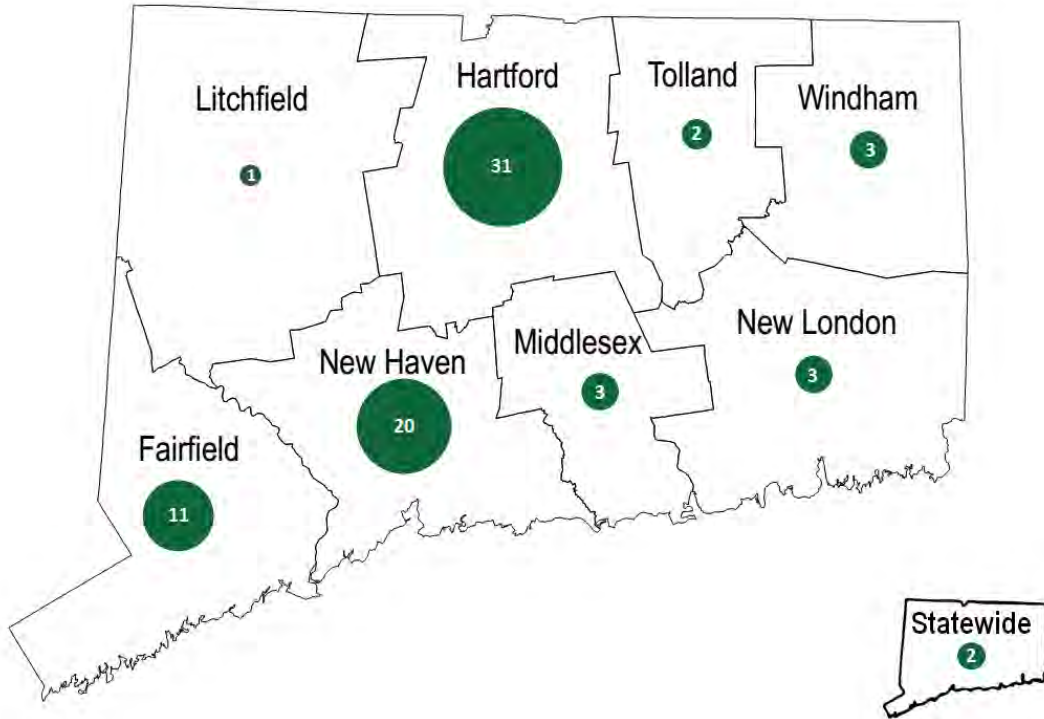 Litchfield
1
Hartford
31
Tolland
2
Windham
3
New Haven
20
Middlesex
3
New London
3
Fairfield
11
Statewide
2